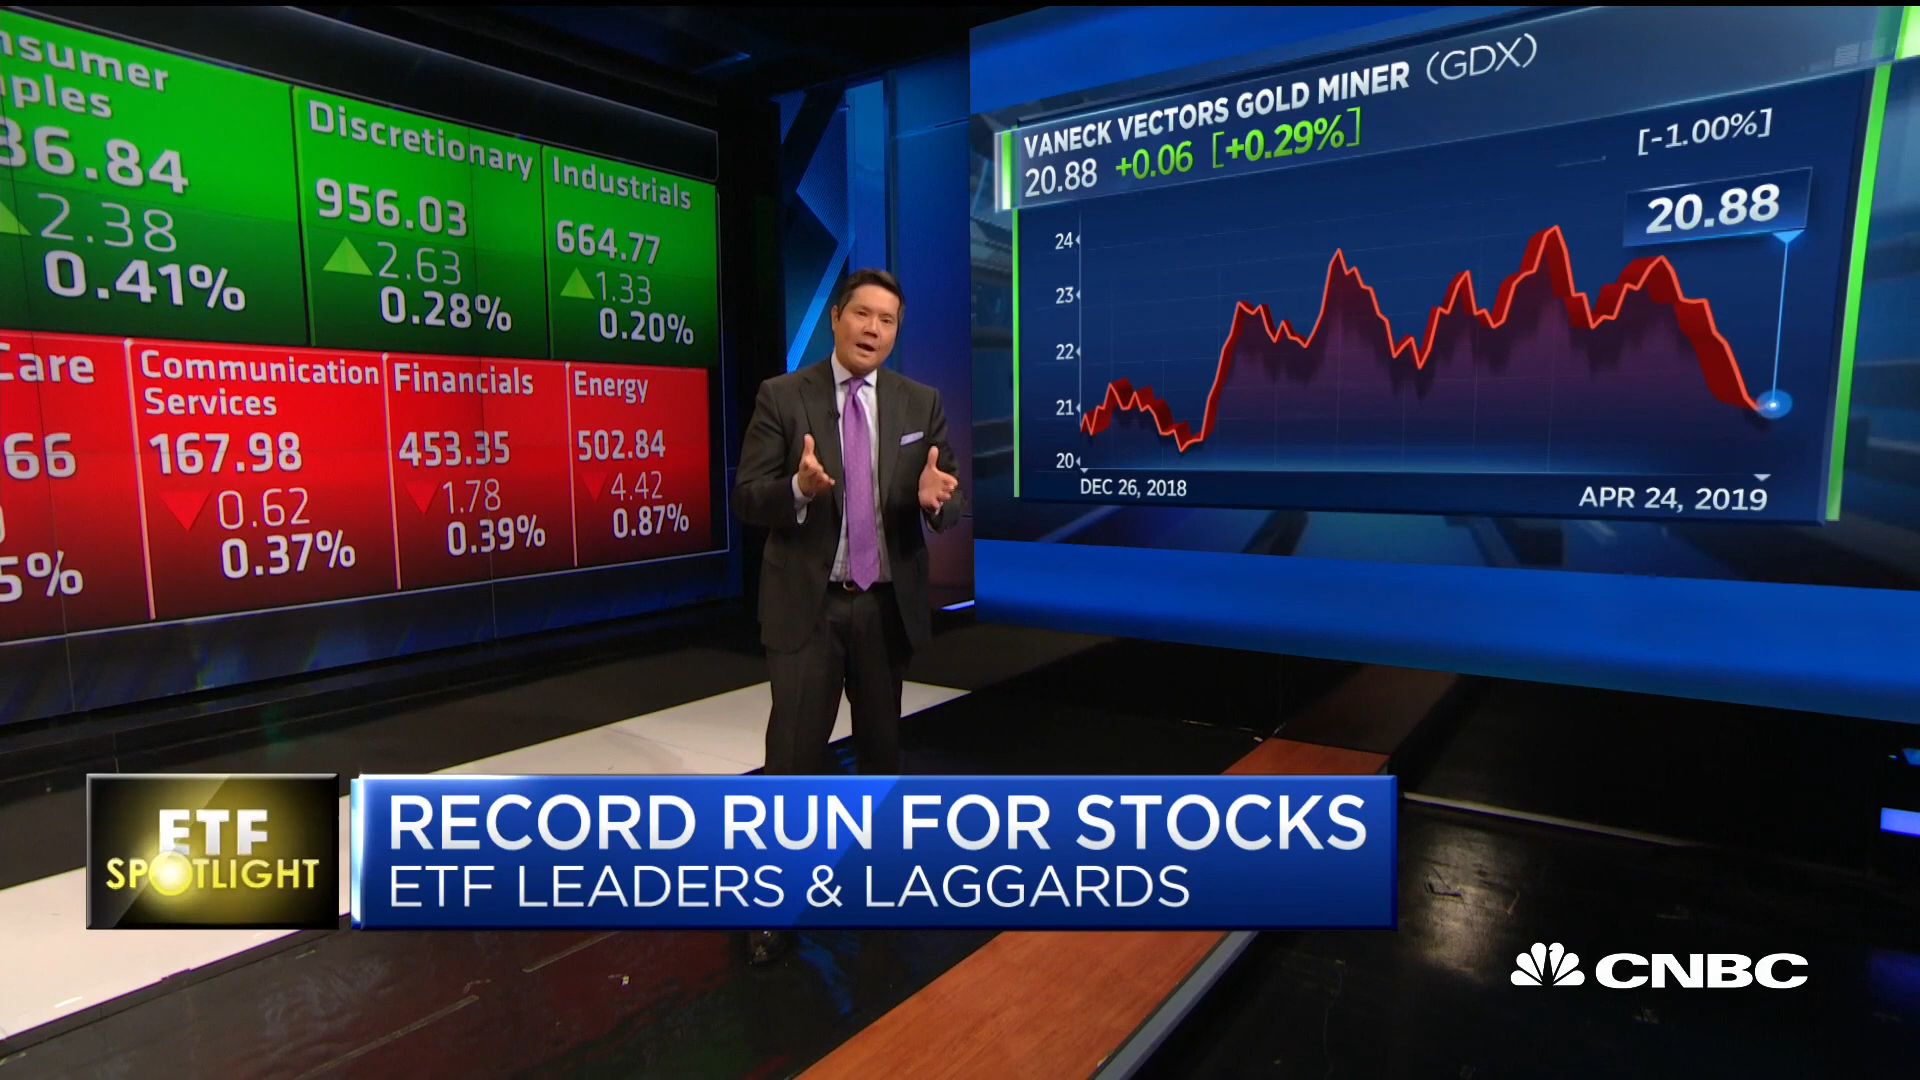 Discretionary
956.03
2.63
0.28%
Industrials
664.77
1.33
0.20%
36.84
2.38
0.41%
Care
66
5%
Communication
Services
167.98
0.62
0.37%
Financials
453.35
1.78
0.39%
Energy
502.84
4.42
0.87%
VANECK VECTORS GOLD MINER (GDX)
20.88 +0.06 [+0.29%]
[-1.00%]
20.88
24
23
22
21
20
DEC 26, 2018
APR 24, 2019
ETF
SPOTLIGHT
RECORD RUN FOR STOCKS
ETF LEADERS & LAGGARDS
CNBC